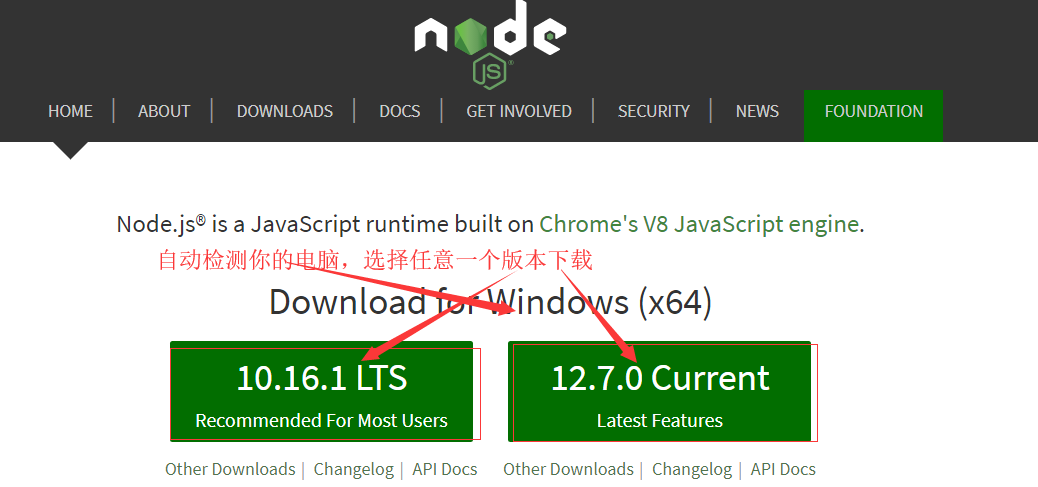 node
JS®
HOME | ABOUT | DOWNLOADS | DOCS | GET INVOLVED | SECURITY | NEWS FOUNDATION
Node.js® is a JavaScript runtime built on Chrome's V8 JavaScript engine.
自动检测你的电脑，选择任意一个版本下载
Download for Windows (x64)
10.16.1 LTS
Recommended For Most Users
12.7.0 Current
Latest Features
Other Downloads | Changelog | API Docs
Other Downloads | Changelog | API Docs